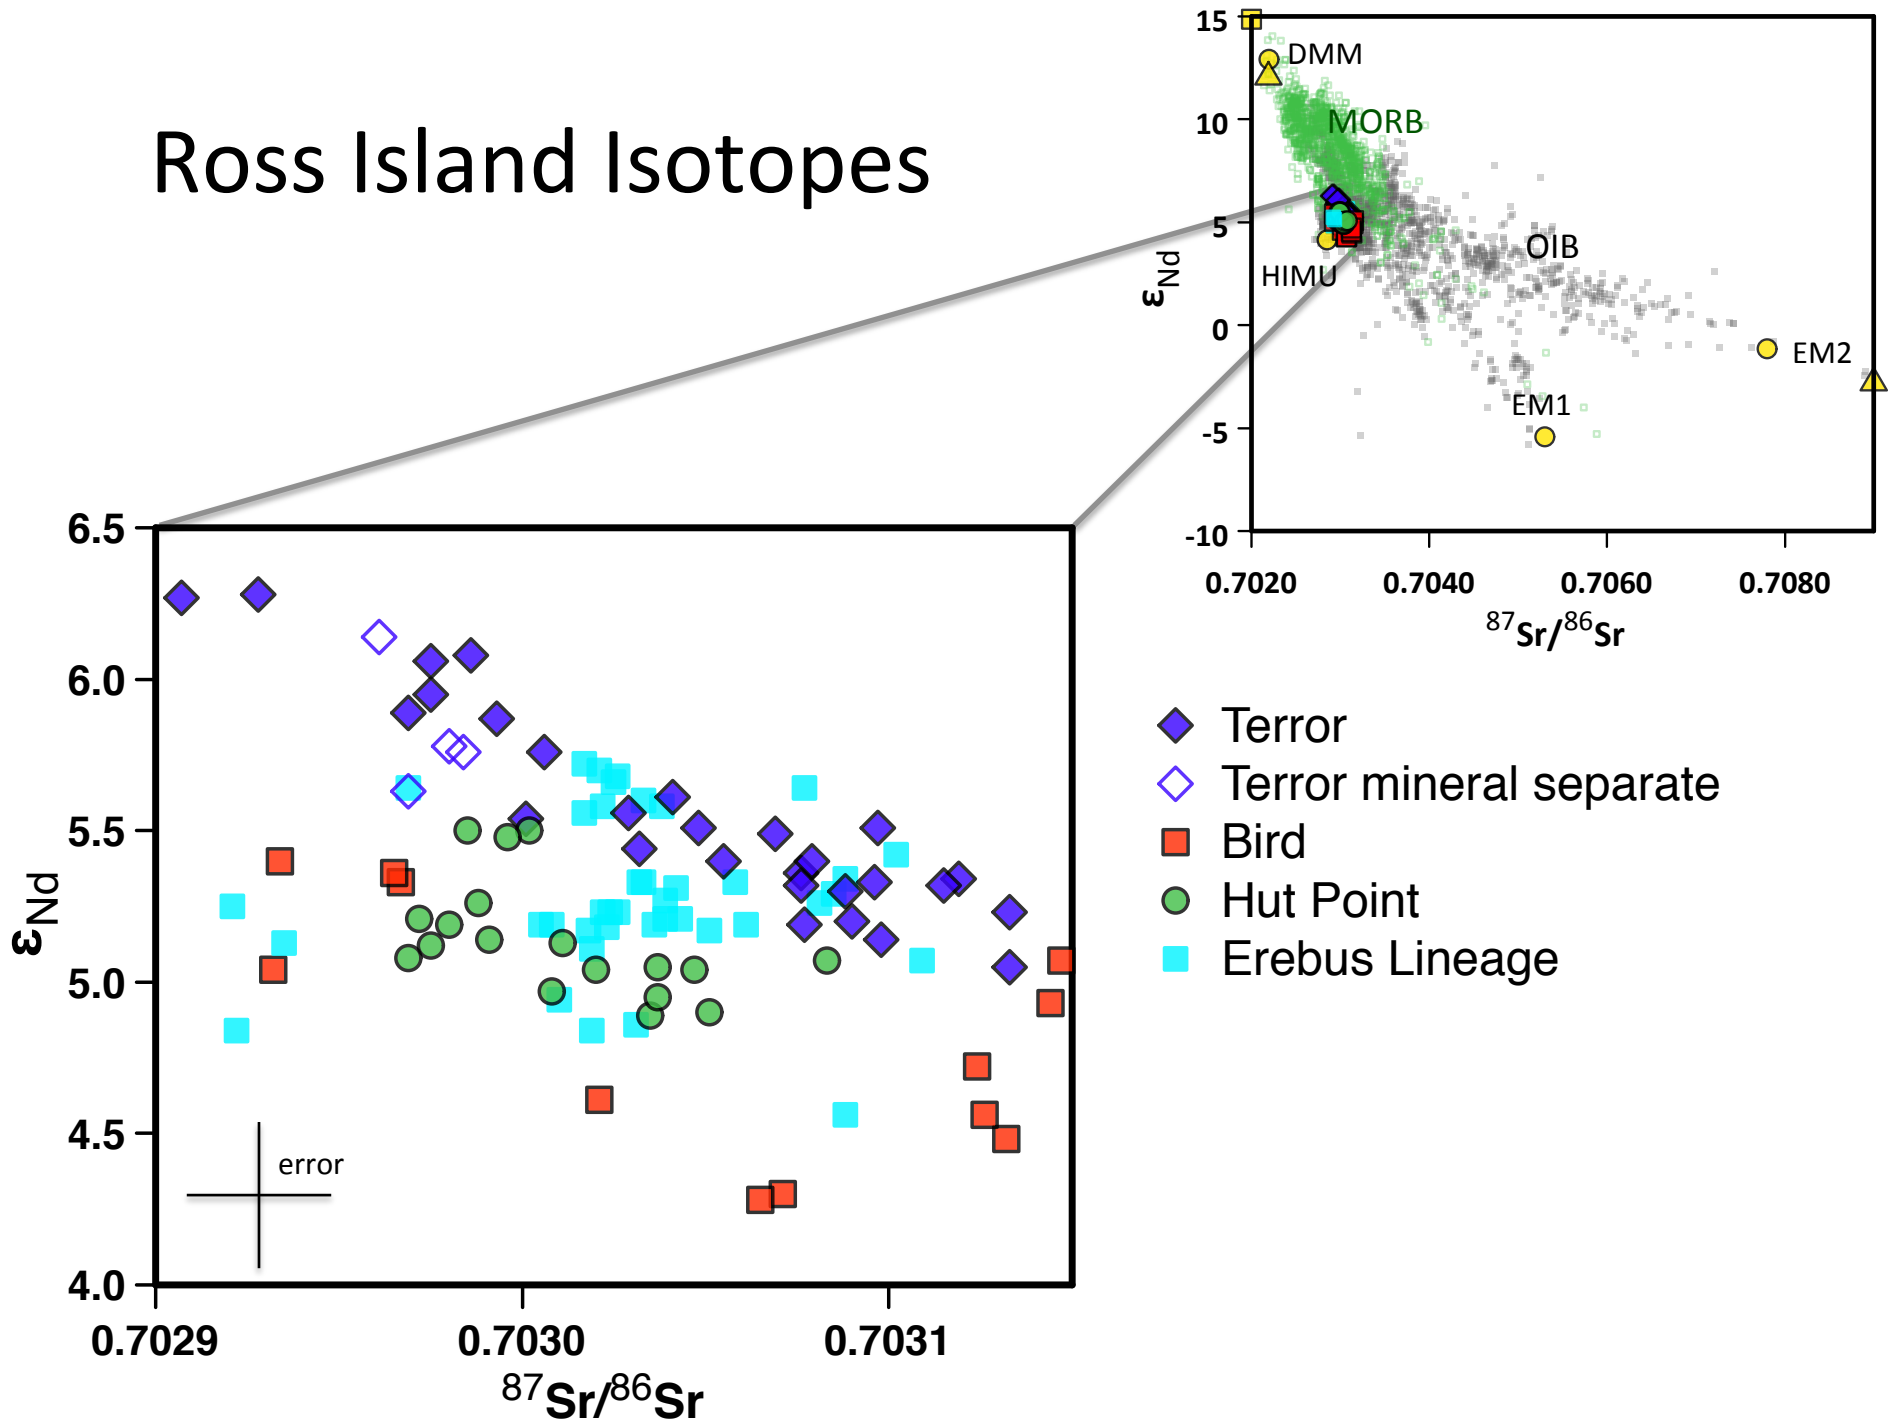 Ross Island Isotopes
15
10
5
0
-5
-10
εNd
DMM
MORB
OIB
HIMU
EM2
EM1
0.7020 0.7040 0.7060 0.7080
87Sr/86Sr
6.5
6.0
5.5
5.0
4.5
4.0
εNd
error
0.7029 0.7030 0.7031
87Sr/86Sr
Terror
Terror mineral separate
Bird
Hut Point
Erebus Lineage